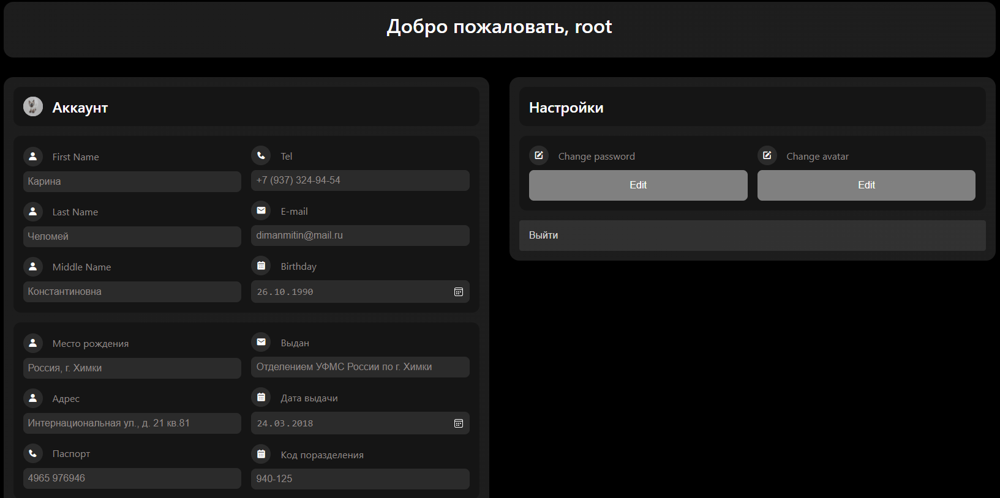 Добро пожаловать, root
Аккаунт
First Name
Карина
Tel
+7 (937) 324-94-54
Last Name
Челомей
E-mail
dimanmitin@mail.ru
Middle Name
Константиновна
Birthday
26.10.1990
Место рождения
Россия, г. Химки
Выдан
Отделением УФМС России по г. Химки
Адрес
Интернациональная ул., д. 21 кв.81
Дата выдачи
24.03.2018
Паспорт
4965 976946
Код поразделения
940-125
Настройки
Change password
Edit
Change avatar
Edit
Выйти